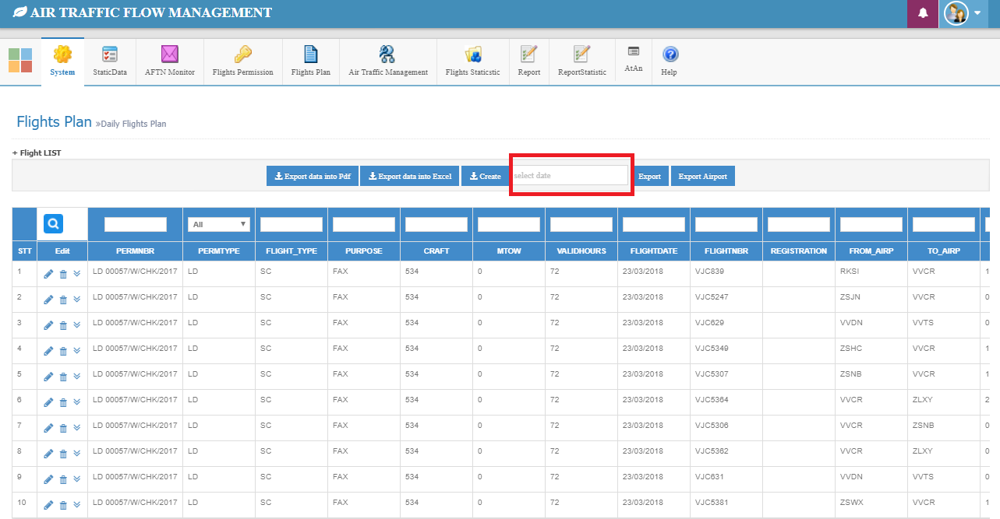 AIR TRAFFIC FLOW MANAGEMENT
System StaticData AFTN Monitor Flights Permission Flights Plan Air Traffic Management Flights Staticstic Report ReportStatistic AtAn Help
Flights Plan »Daily Flights Plan
+ Flight LIST
Export data into Pdf Export data into Excel Create select date Export Export Airport
All
STT Edit PERMNBR PERMTYPE FLIGHT_TYPE PURPOSE CRAFT MTOW VALIDHOURS FLIGHTDATE FLIGHTNBR REGISTRATION FROM_AIRP TO_AIRP
1 LD 00057/W/CHK/2017 LD SC FAX 534 0 72 23/03/2018 VJC839 RKSI VVCR 1
2 LD 00057/W/CHK/2017 LD SC FAX 534 0 72 23/03/2018 VJC5247 ZSJN VVCR 0
3 LD 00057/W/CHK/2017 LD SC FAX 534 0 72 23/03/2018 VJC629 VVDN VVTS 0
4 LD 00057/W/CHK/2017 LD SC FAX 534 0 72 23/03/2018 VJC5349 ZSHC VVCR 1
5 LD 00057/W/CHK/2017 LD SC FAX 534 0 72 23/03/2018 VJC5307 ZSNB VVCR 1
6 LD 00057/W/CHK/2017 LD SC FAX 534 0 72 23/03/2018 VJC5364 VVCR ZLXY 2
7 LD 00057/W/CHK/2017 LD SC FAX 534 0 72 23/03/2018 VJC5306 VVCR ZSNB 0
8 LD 00057/W/CHK/2017 LD SC FAX 534 0 72 23/03/2018 VJC5362 VVCR ZLXY 0
9 LD 00057/W/CHK/2017 LD SC FAX 534 0 72 23/03/2018 VJC631 VVDN VVTS 0
10 LD 00057/W/CHK/2017 LD SC FAX 534 0 72 23/03/2018 VJC5381 ZSWX VVCR 1